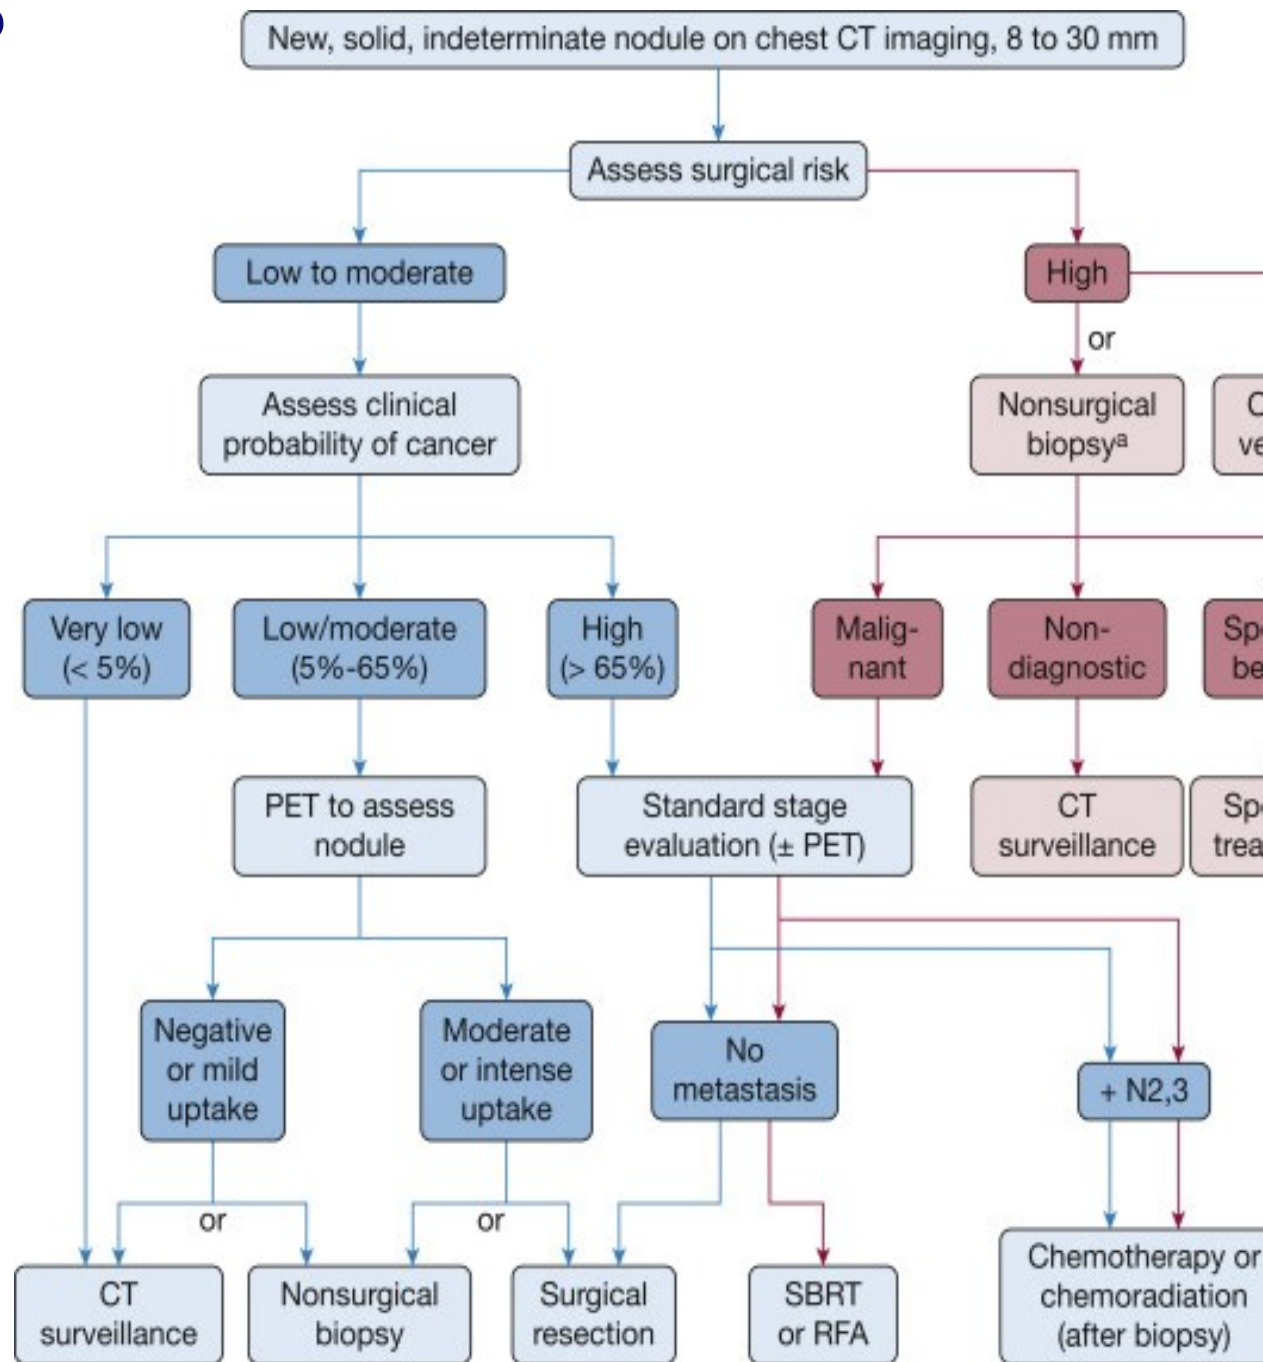 New, solid, indeterminate nodule on chest CT imaging, 8 to 30 mm
Assess surgical risk
Low to moderate
High
or
Assess clinical
probability of cancer
Nonsurgical
biopsyᵃ
Very low
(< 5%)
Low/moderate
(5%-65%)
High
(> 65%)
Malig-
nant
Non-
diagnostic
PET to assess
nodule
Standard stage
evaluation (± PET)
CT
surveillance
Negative
or mild
uptake
Moderate
or intense
uptake
No
metastasis
+ N2,3
or
or
CT
surveillance
Nonsurgical
biopsy
Surgical
resection
SBRT
or RFA
Chemotherapy or
chemoradiation
(after biopsy)